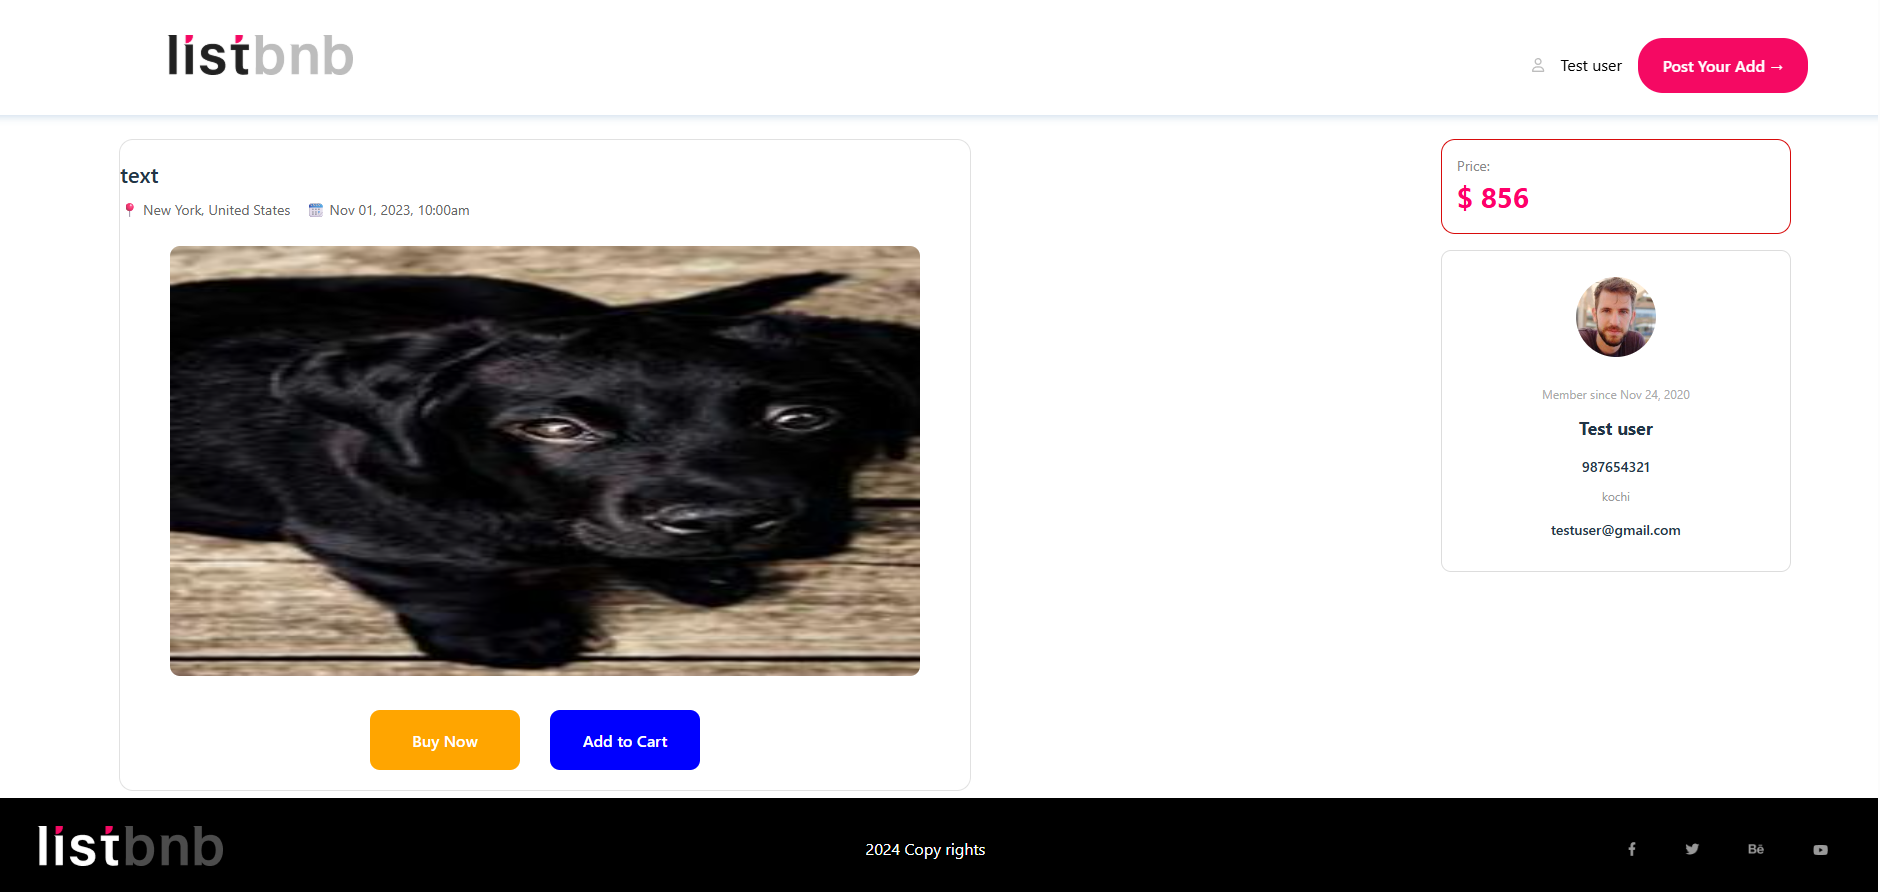 listbnb
Test user
Post Your Add →
text
New York, United States
Nov 01, 2023, 10:00am
Buy Now
Add to Cart
Price:
$ 856
Member since Nov 24, 2020
Test user
987654321
kochi
testuser@gmail.com
listbnb
2024 Copy rights
Bē